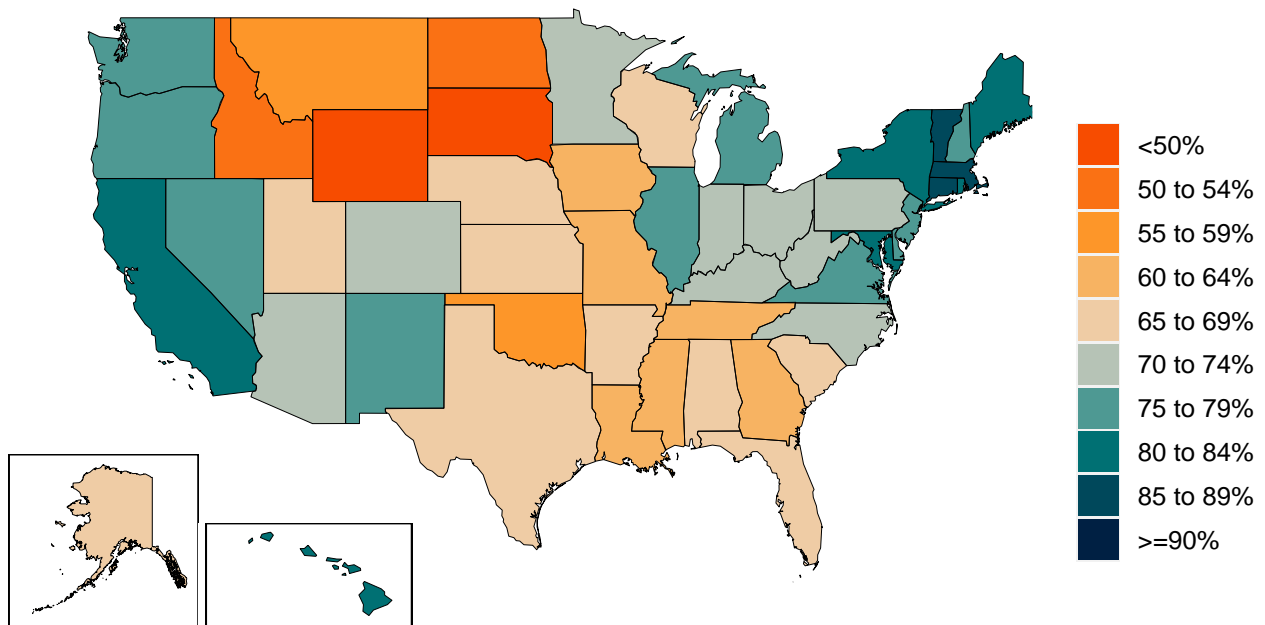 <50%
50 to 54%
55 to 59%
60 to 64%
65 to 69%
70 to 74%
75 to 79%
80 to 84%
85 to 89%
>=90%